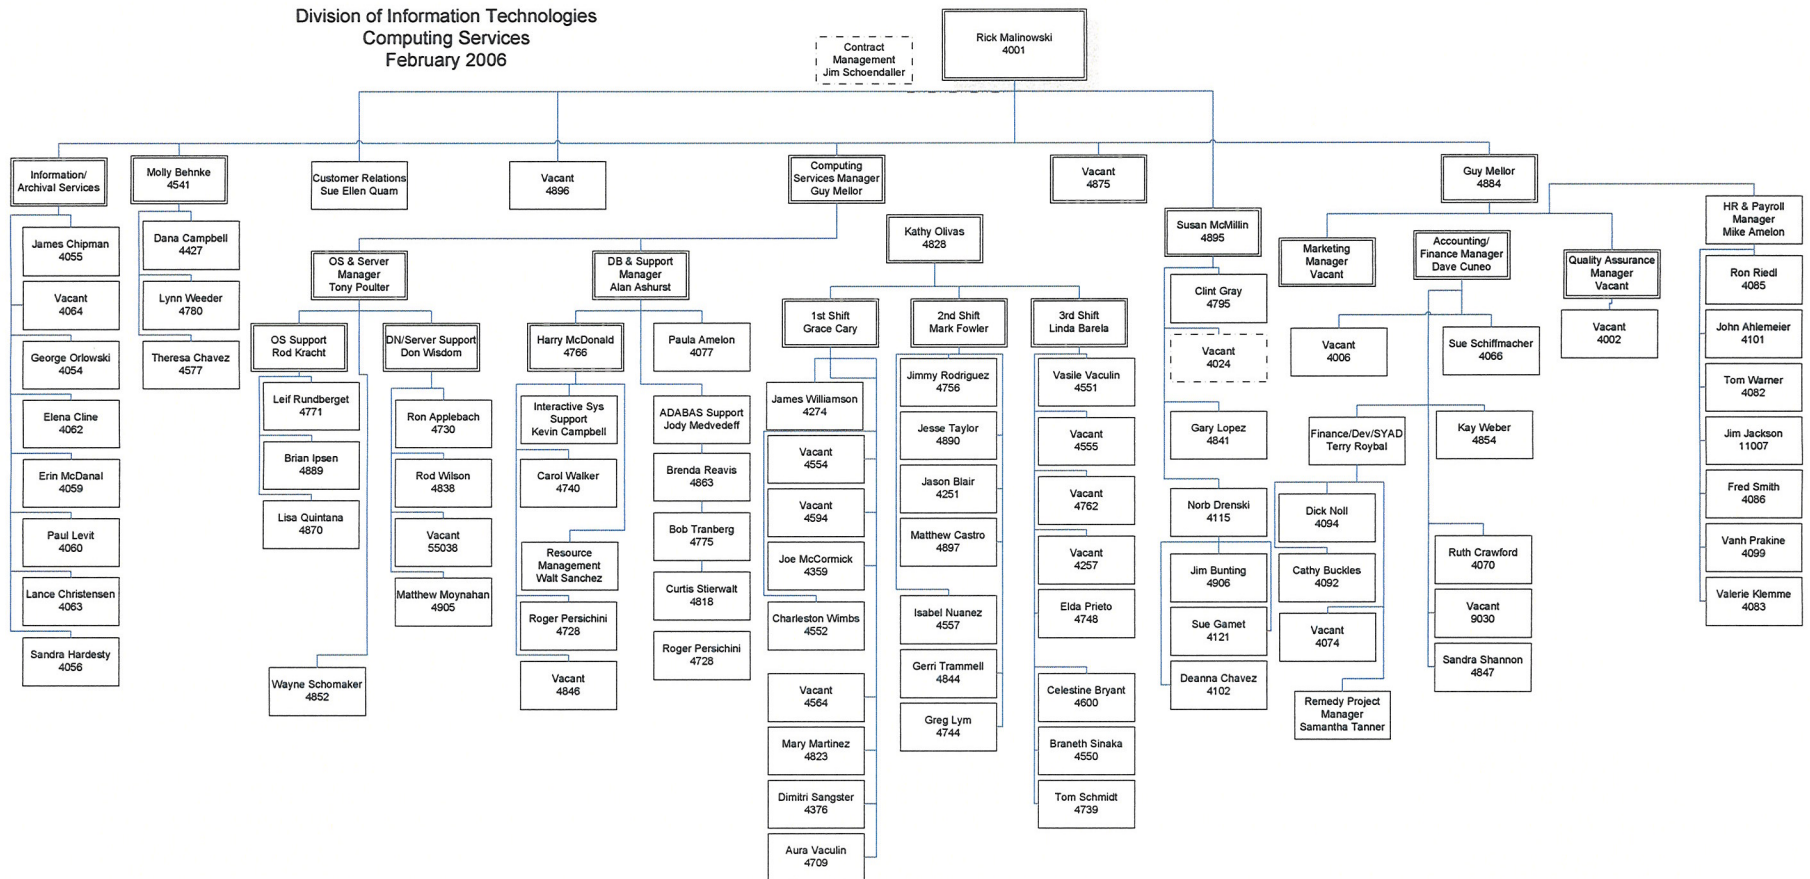 Division of Information Technologies
Computing Services
February 2006
Contract
Management
Jim Schoendaller
Rick Malinowski
4001
Information/
Archival Services
James Chipman
4055
Vacant
4064
George Orlowski
4054
Elena Cline
4062
Erin McDanal
4059
Paul Levit
4060
Lance Christensen
4063
Sandra Hardesty
4056
Molly Behnke
4541
Dana Campbell
4427
Lynn Weeder
4780
Theresa Chavez
4577
Customer Relations
Sue Ellen Quam
Vacant
4896
Computing
Services Manager
Guy Mellor
OS & Server
Manager
Tony Poulter
OS Support
Rod Kracht
Leif Rundberget
4771
Brian Ipsen
4889
Lisa Quintana
4870
Wayne Schomaker
4852
DN/Server Support
Don Wisdom
Ron Applebach
4730
Rod Wilson
4838
Vacant
55038
Matthew Moynahan
4905
DB & Support
Manager
Alan Ashurst
Harry McDonald
4766
Interactive Sys
Support
Kevin Campbell
Carol Walker
4740
Resource
Management
Walt Sanchez
Roger Persichini
4728
Vacant
4846
Paula Amelon
4077
ADABAS Support
Jody Medvedeff
Brenda Reavis
4863
Bob Tranberg
4775
Curtis Stierwalt
4818
Roger Persichini
4728
Kathy Olivas
4828
1st Shift
Grace Cary
James Williamson
4274
Vacant
4554
Vacant
4594
Joe McCormick
4359
Charleston Wimbs
4552
Vacant
4564
Mary Martinez
4823
Dimitri Sangster
4376
Aura Vaculin
4709
2nd Shift
Mark Fowler
Jimmy Rodriguez
4756
Jesse Taylor
4890
Jason Blair
4251
Matthew Castro
4897
Isabel Nuanez
4557
Gerri Trammell
4844
Greg Lym
4744
3rd Shift
Linda Barela
Vasile Vaculin
4551
Vacant
4555
Vacant
4762
Vacant
4257
Elda Prieto
4748
Celestine Bryant
4600
Braneth Sinaka
4550
Tom Schmidt
4739
Vacant
4875
Susan McMillin
4895
Clint Gray
4795
Vacant
4024
Gary Lopez
4841
Norb Drenski
4115
Jim Bunting
4906
Sue Gamet
4121
Deanna Chavez
4102
Guy Mellor
4884
Marketing
Manager
Vacant
Accounting/
Finance Manager
Dave Cuneo
Vacant
4006
Sue Schiffmacher
4066
Finance/Dev/SYAD
Terry Roybal
Kay Weber
4854
Dick Noll
4094
Cathy Buckles
4092
Vacant
4074
Remedy Project
Manager
Samantha Tanner
Ruth Crawford
4070
Vacant
9030
Sandra Shannon
4847
Quality Assurance
Manager
Vacant
Vacant
4002
HR & Payroll
Manager
Mike Amelon
Ron Riedl
4085
John Ahlemeier
4101
Tom Warner
4082
Jim Jackson
11007
Fred Smith
4086
Vanh Prakine
4099
Valerie Klemme
4083